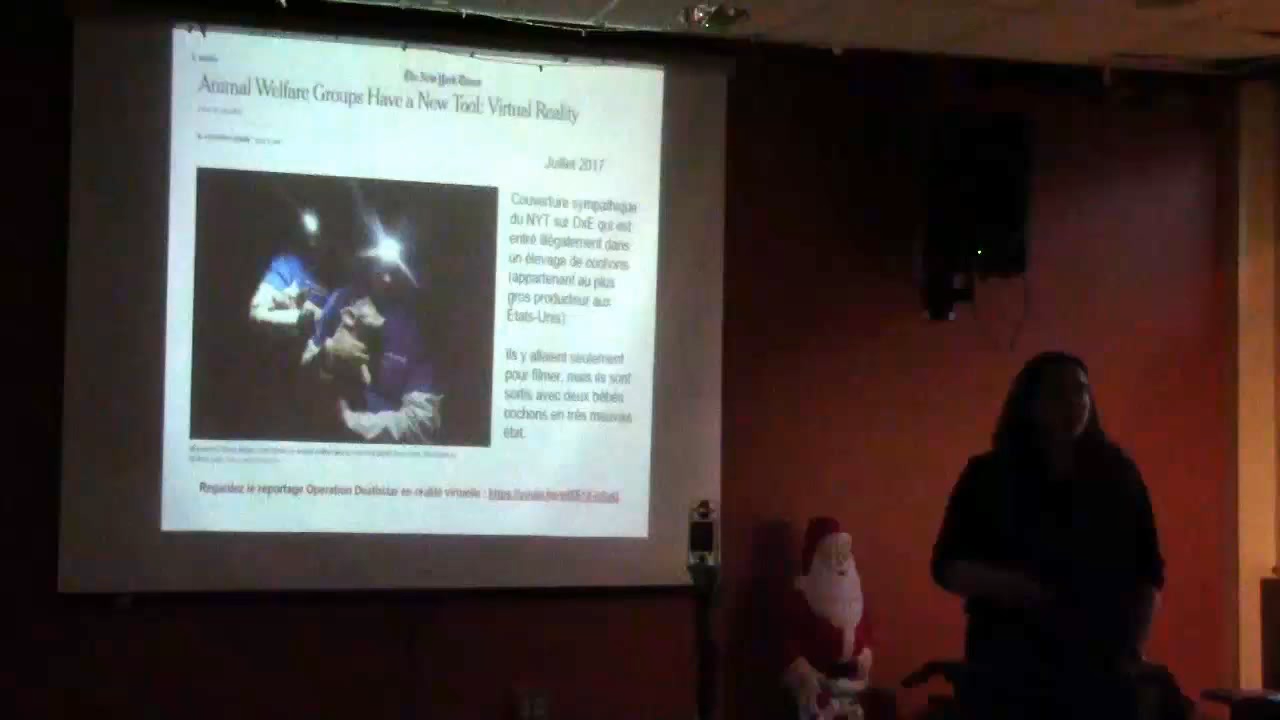 The New York Times
Animal Welfare Groups Have a New Tool: Virtual Reality
Juillet 2017
Couverture sympathique
du NYT sur DxE qui est
entré illégalement dans
un élevage de cochons
(appartenant au plus
gros producteur aux
États-Unis)
Ils y allaient seulement
pour filmer, mais ils sont
sortis avec deux bébés
cochons en très mauvais
état.
Regardez le reportage Operation Deathstar en réalité virtuelle :